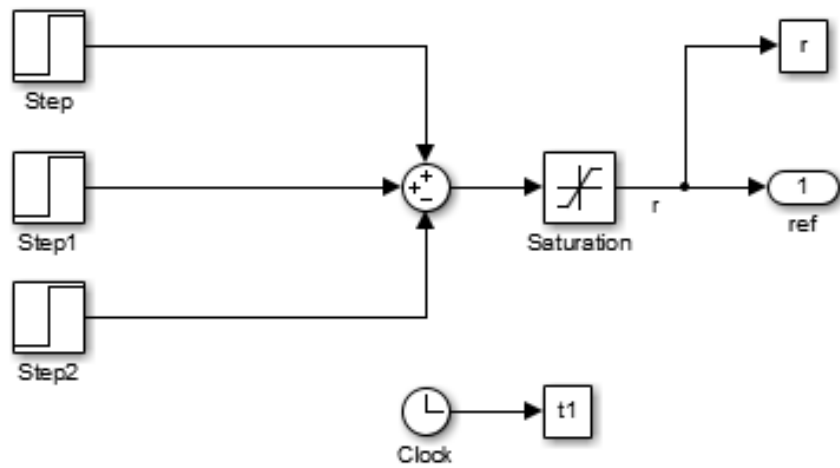 r
Step
+
+
−
1
r
Step1
Saturation
ref
Step2
t1
Clock